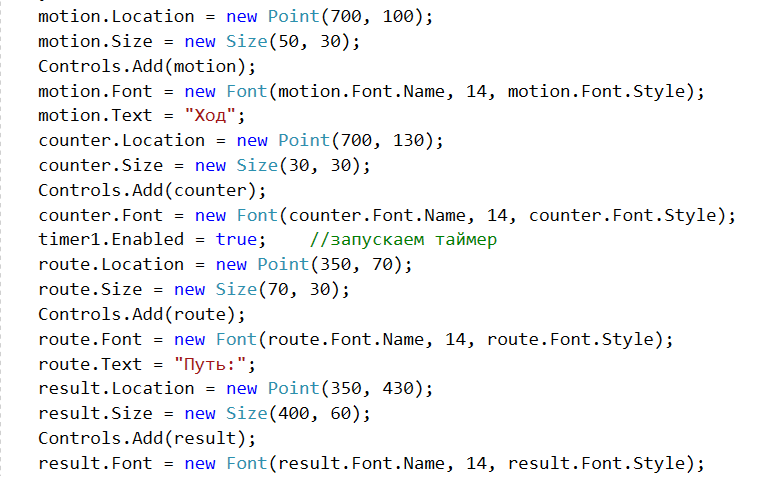 motion.Location = new Point(700, 100);
motion.Size = new Size(50, 30);
Controls.Add(motion);
motion.Font = new Font(motion.Font.Name, 14, motion.Font.Style);
motion.Text = "Ход";
counter.Location = new Point(700, 130);
counter.Size = new Size(30, 30);
Controls.Add(counter);
counter.Font = new Font(counter.Font.Name, 14, counter.Font.Style);
timer1.Enabled = true;    //запускаем таймер
route.Location = new Point(350, 70);
route.Size = new Size(70, 30);
Controls.Add(route);
route.Font = new Font(route.Font.Name, 14, route.Font.Style);
route.Text = "Путь:";
result.Location = new Point(350, 430);
result.Size = new Size(400, 60);
Controls.Add(result);
result.Font = new Font(result.Font.Name, 14, result.Font.Style);